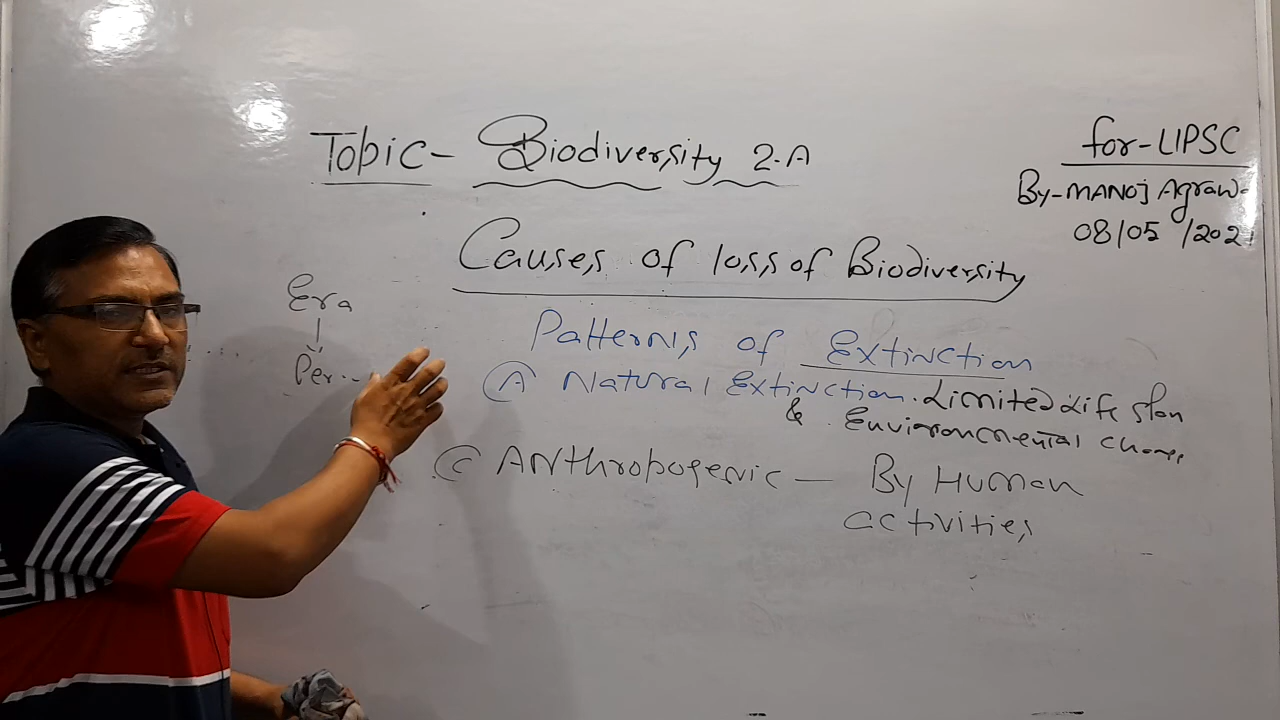 Topic- Biodiversity 2.A
for-LIPSC
By-MANOJ Agraw
08/05 /202
Causes of loss of Biodiversity
Era
Per...
Patterns of Extinction
(A) Natural Extinction. Limited Life span
& Environmental change
(C) Anthropogenic — By Human
activities